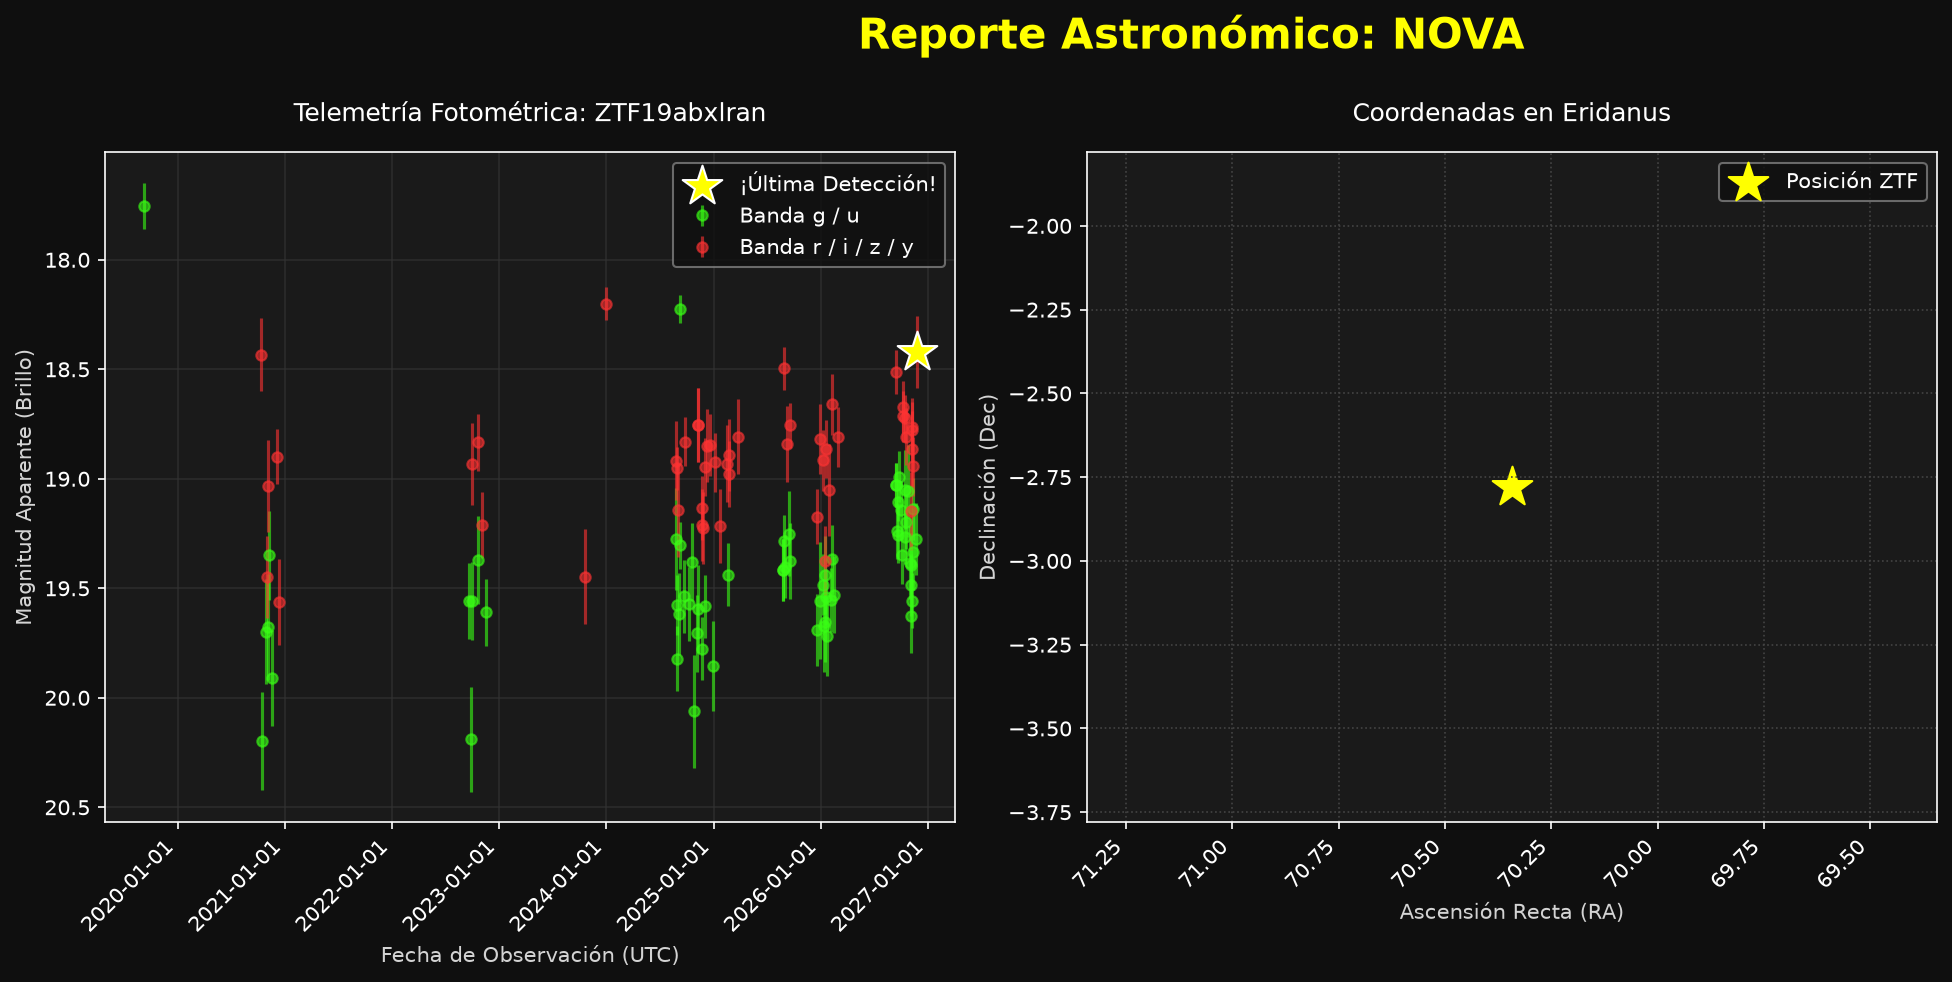 Reporte Astronómico: NOVA
Telemetría Fotométrica: ZTF19abxlran
¡Última Detección!
Banda g / u
Banda r / i / z / y
Magnitud Aparente (Brillo)
18.0
18.5
19.0
19.5
20.0
20.5
2020-01-01
2021-01-01
2022-01-01
2023-01-01
2024-01-01
2025-01-01
2026-01-01
2027-01-01
Fecha de Observación (UTC)
Coordenadas en Eridanus
Posición ZTF
Declinación (Dec)
−2.00
−2.25
−2.50
−2.75
−3.00
−3.25
−3.50
−3.75
71.25
71.00
70.75
70.50
70.25
70.00
69.75
69.50
Ascensión Recta (RA)